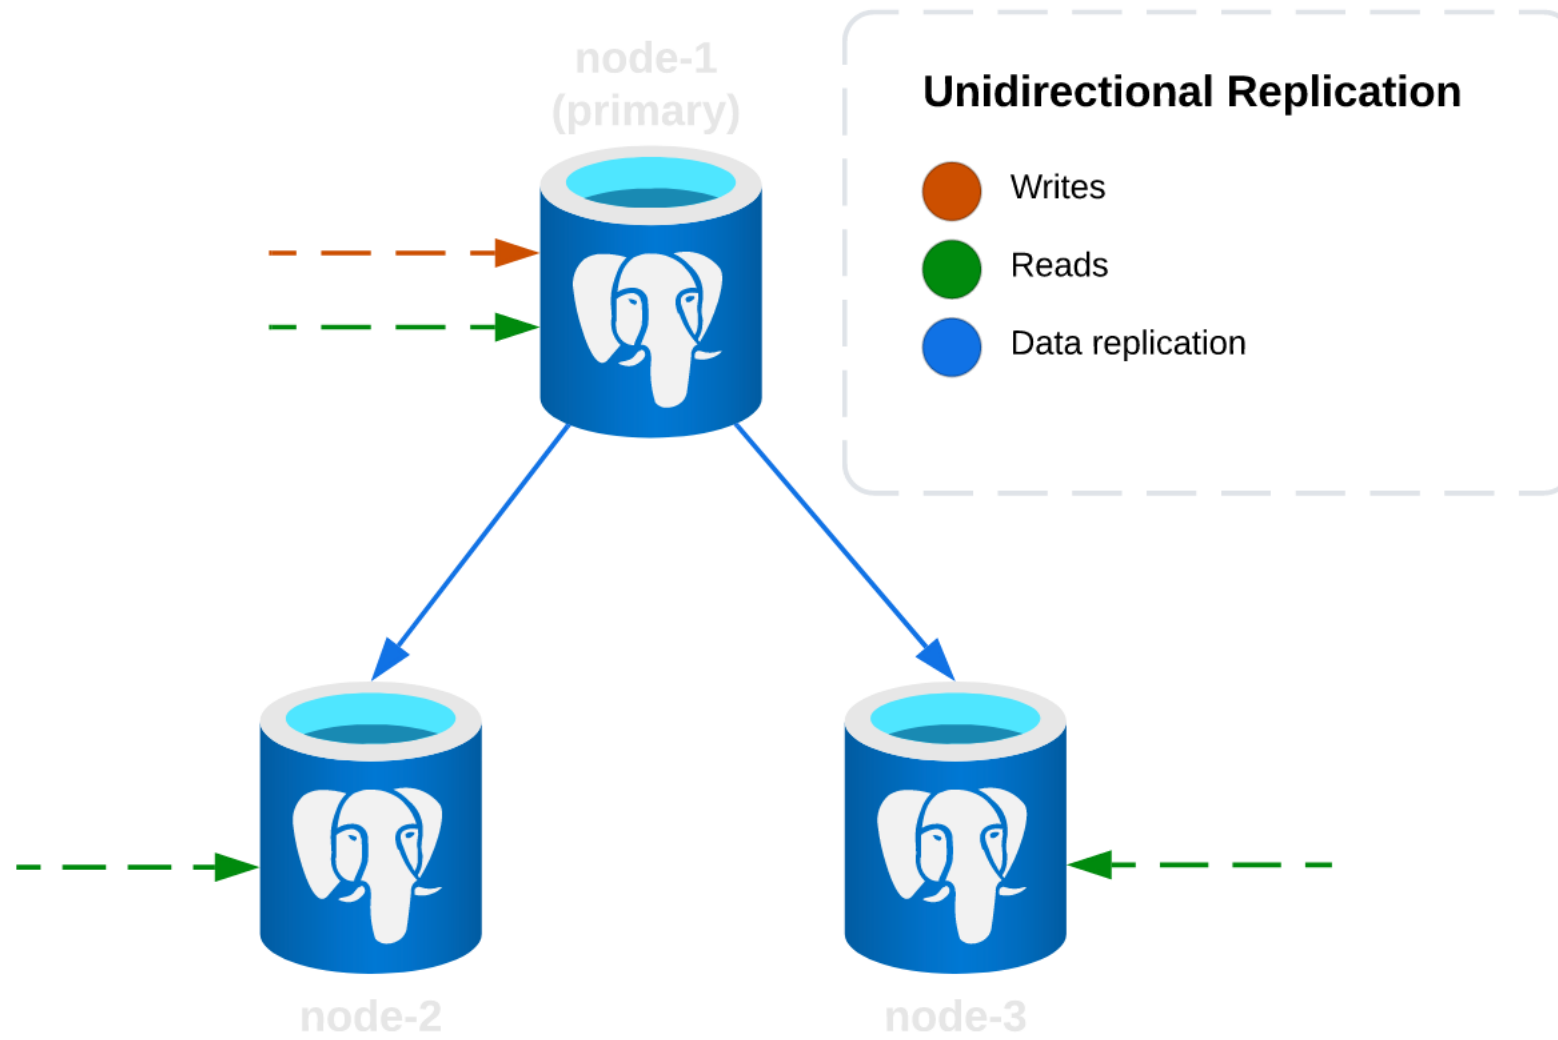 node-1
(primary)
Unidirectional Replication
Writes
Reads
Data replication
node-2
node-3